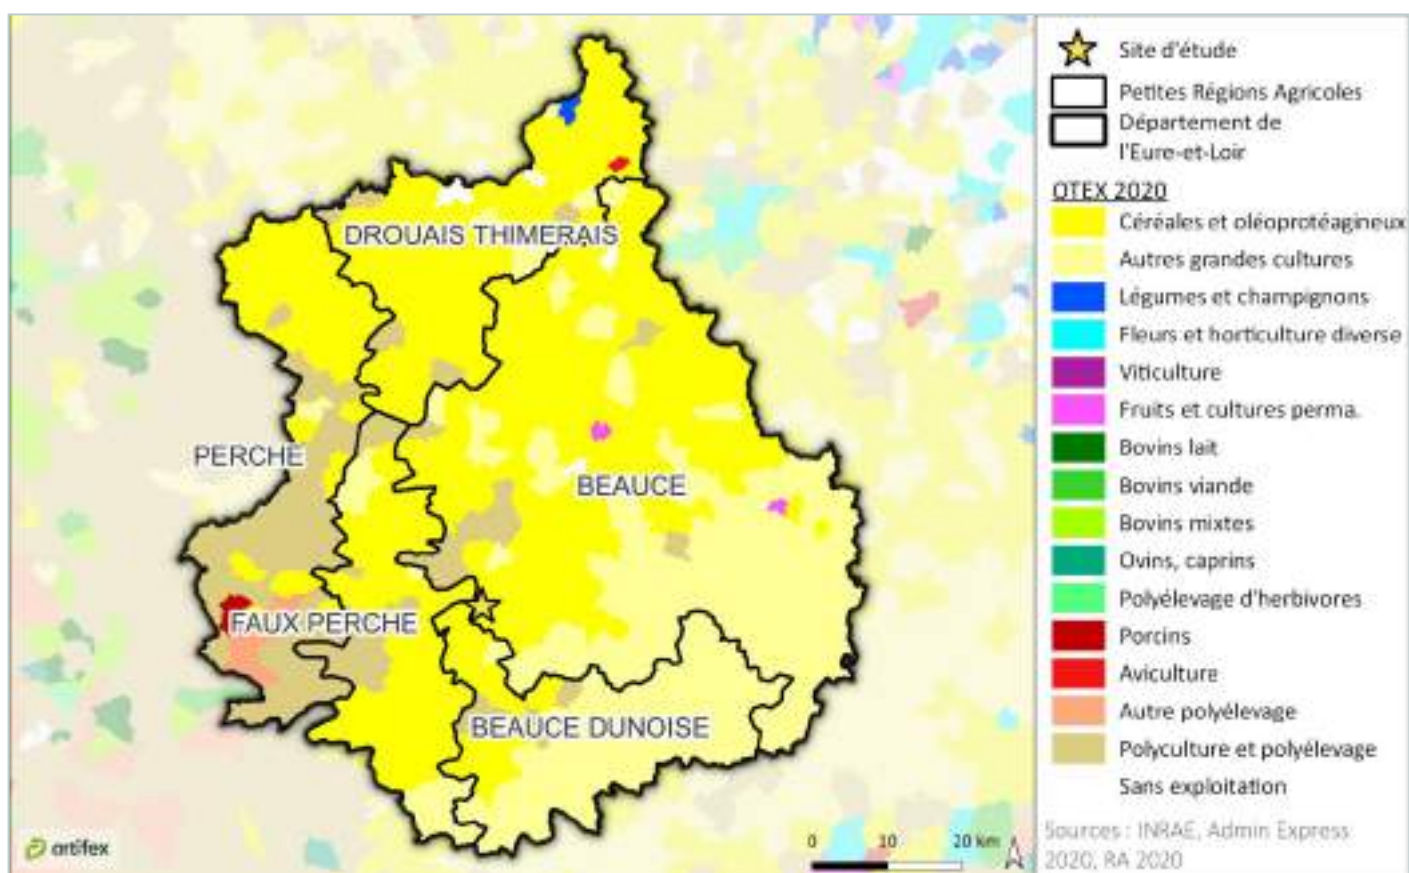 DROUAIS THIMERAIS
PERCHE
BEAUCE
FAUX PERCHE
BEAUCE DUNOISE
artifex
0 10 20 km
Site d'étude
Petites Régions Agricoles
Département de
l'Eure-et-Loir
OTEX 2020
Céréales et oléoprotéagineux
Autres grandes cultures
Légumes et champignons
Fleurs et horticulture diverse
Viticulture
Fruits et cultures perma.
Bovins lait
Bovins viande
Bovins mixtes
Ovins, caprins
Polyélevage d'herbivores
Porcins
Aviculture
Autre polyélevage
Polyculture et polyélevage
Sans exploitation
Sources : INRAE, Admin Express
2020, RA 2020